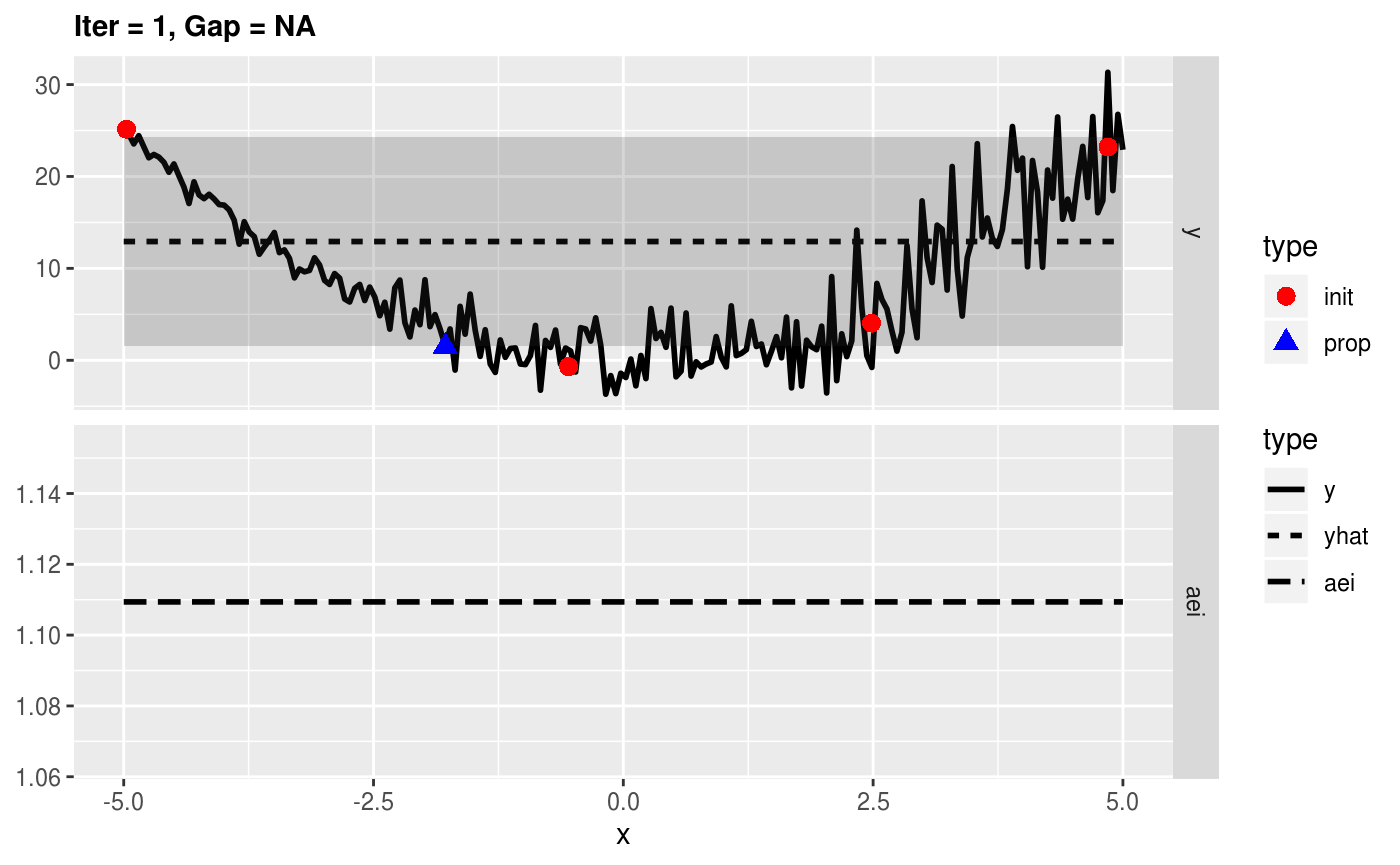 Iter = 1, Gap = NA
30
20
10
0
y
1.14
1.12
1.10
1.08
1.06
aei
-5.0
-2.5
0.0
2.5
5.0
x
type
init
prop
type
y
yhat
aei